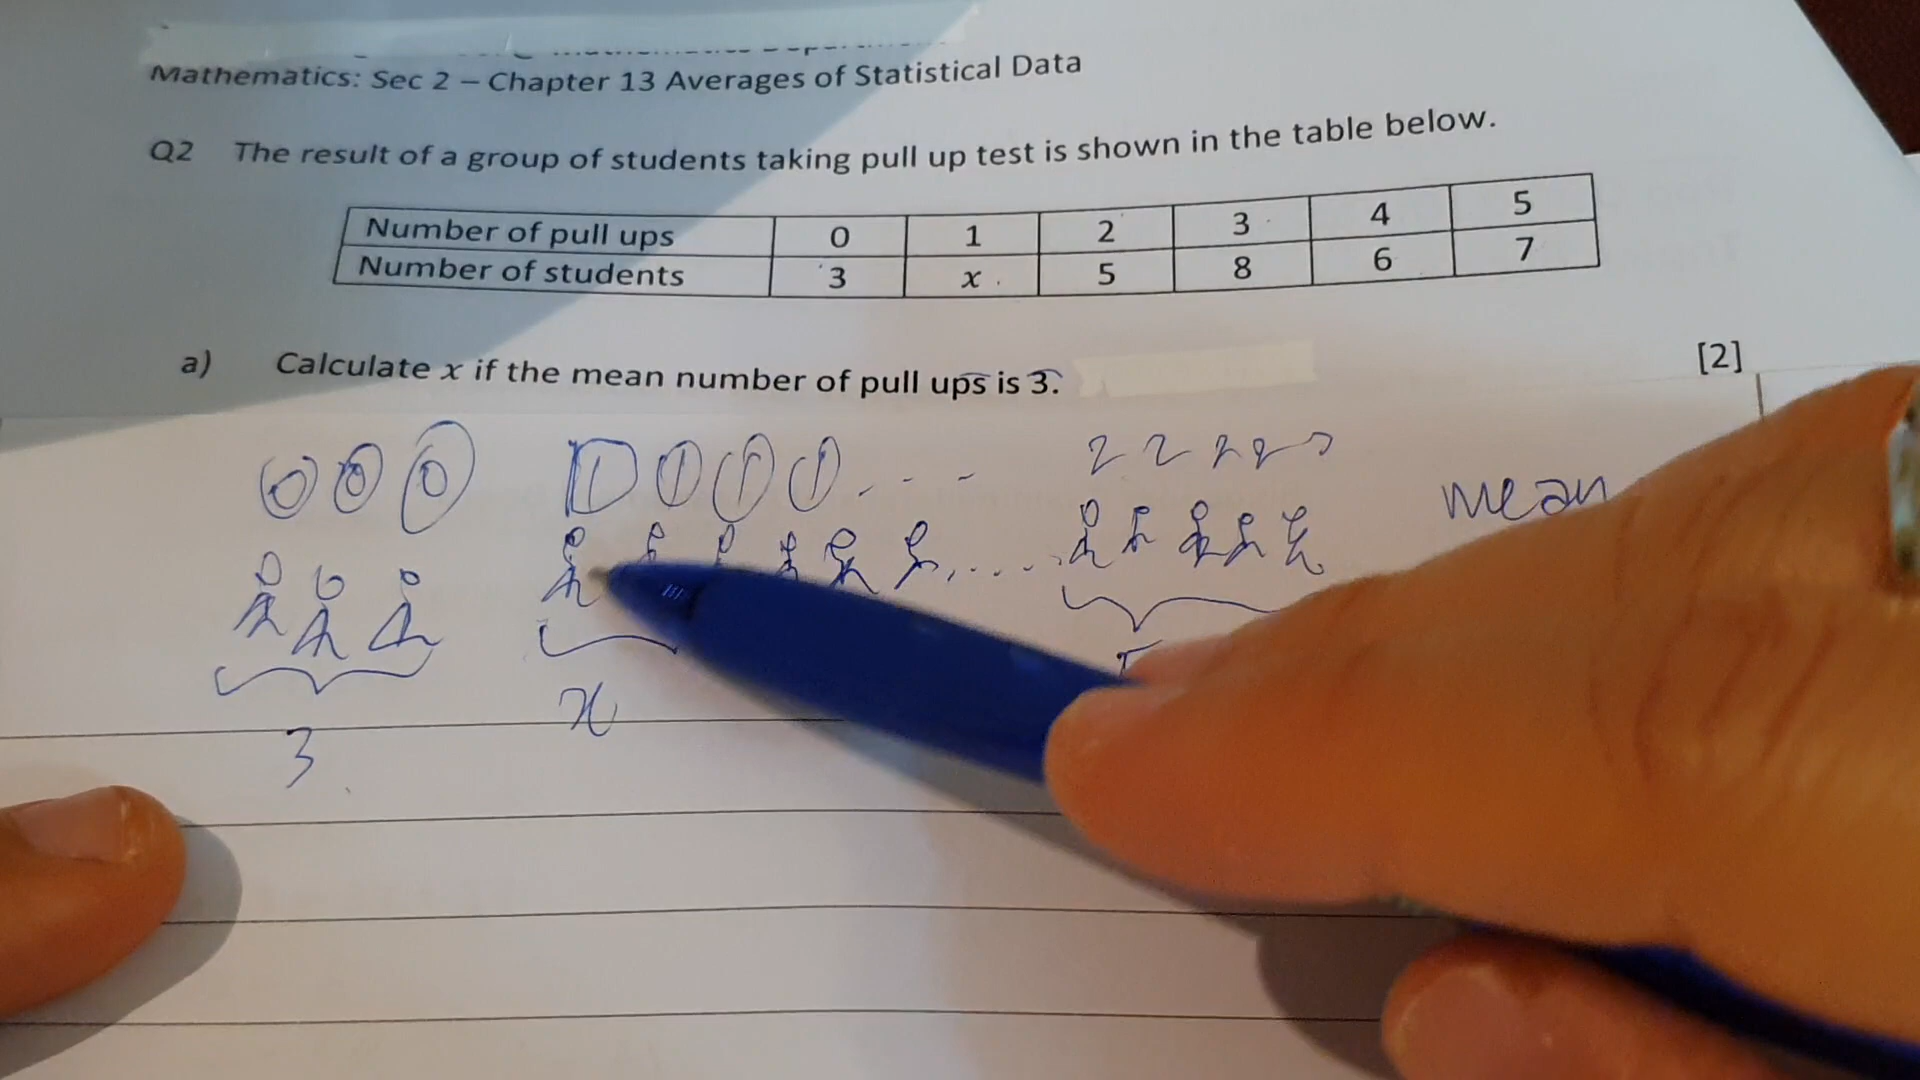 Mathematics: Sec 2 – Chapter 13 Averages of Statistical Data
Q2 The result of a group of students taking pull up test is shown in the table below.
Number of pull ups 0 1 2 3 4 5
Number of students 3 x 5 8 6 7
a) Calculate x if the mean number of pull ups is 3. [2]
0 0 0 1 1 1 1 . . . 2 2 2 2 2
mean
x
3